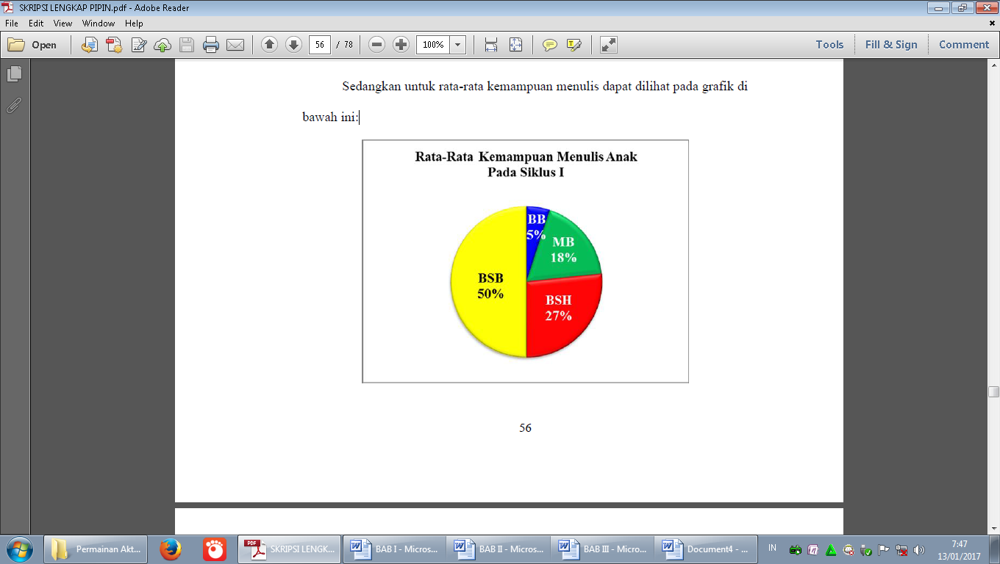 SKRIPSI LENGKAP PIPIN.pdf - Adobe Reader
File Edit View Window Help
Open 56 / 78 100% Tools Fill & Sign Comment
Sedangkan untuk rata-rata kemampuan menulis dapat dilihat pada grafik di
bawah ini:
Rata-Rata Kemampuan Menulis Anak
Pada Siklus I
BB
5%
MB
18%
BSB
50%
BSH
27%
56
Permainan Akt... SKRIPSI LENGK... BAB I - Micros... BAB II - Micros... BAB III - Micro... Document4 - ... IN 7:47
13/01/2017